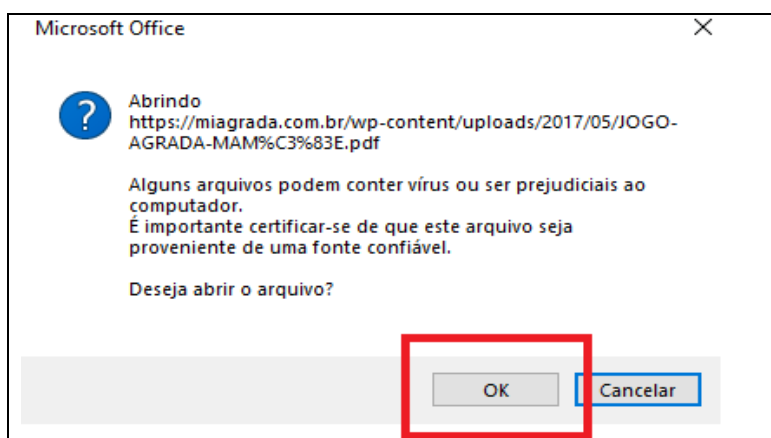 Microsoft Office
Abrindo
https://miagrada.com.br/wp-content/uploads/2017/05/JOGO-
AGRADA-MAM%C3%83E.pdf
Alguns arquivos podem conter vírus ou ser prejudiciais ao
computador.
É importante certificar-se de que este arquivo seja
proveniente de uma fonte confiável.
Deseja abrir o arquivo?
OK
Cancelar